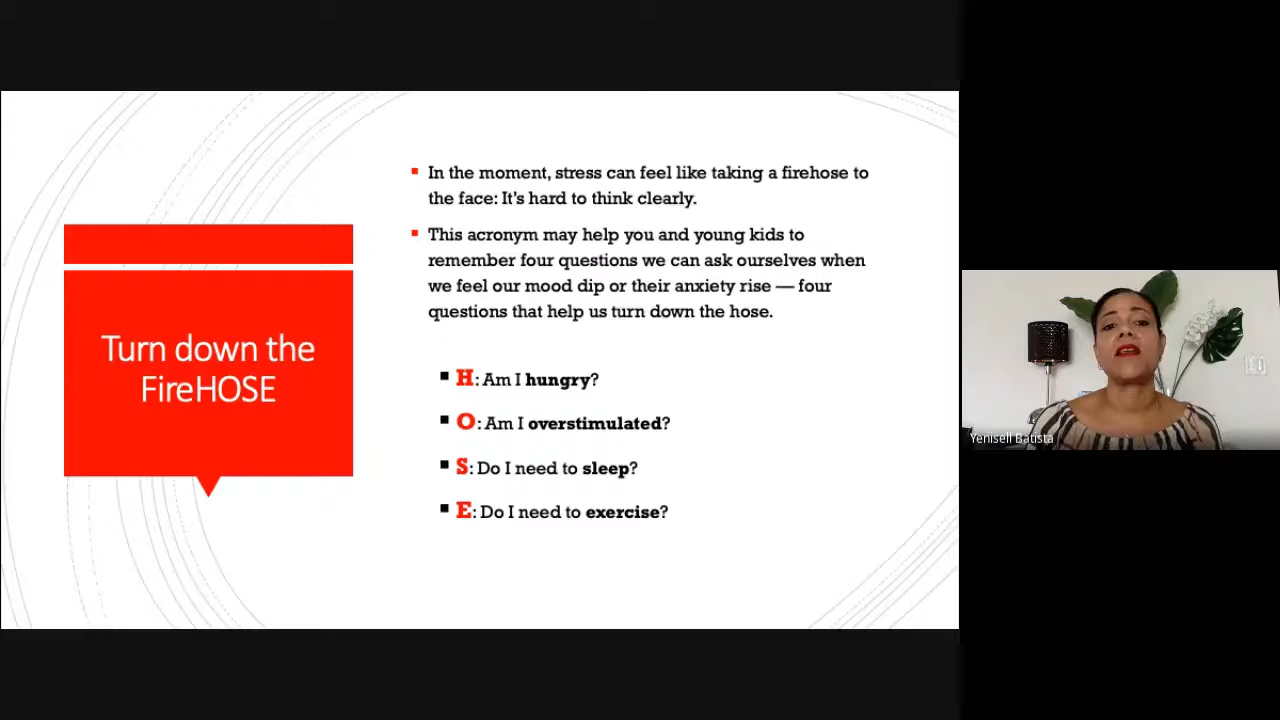 Turn down the
FireHOSE
In the moment, stress can feel like taking a firehose to
the face: It's hard to think clearly.
This acronym may help you and young kids to
remember four questions we can ask ourselves when
we feel our mood dip or their anxiety rise — four
questions that help us turn down the hose.
H: Am I hungry?
O: Am I overstimulated?
S: Do I need to sleep?
E: Do I need to exercise?
Yenisell Batista